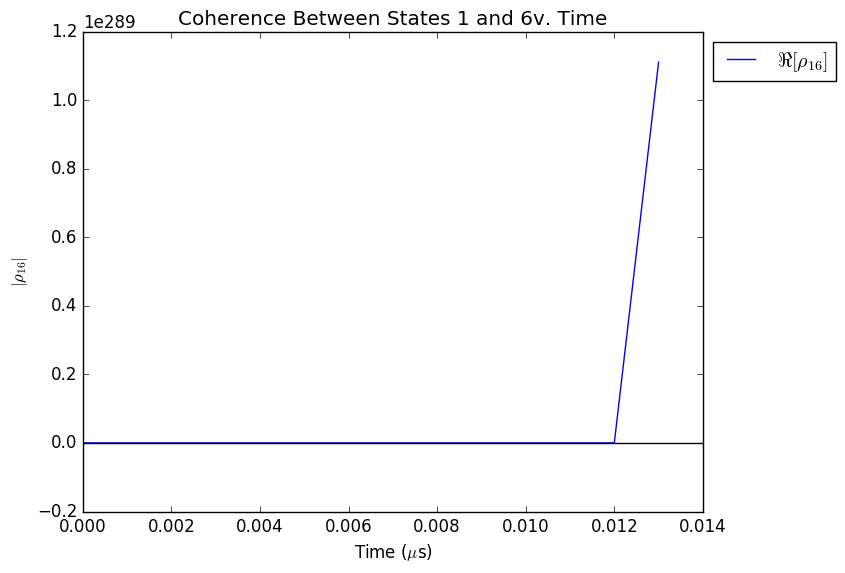 1e289
Coherence Between States 1 and 6v. Time
1.2
1.0
0.8
0.6
0.4
0.2
0.0
−0.2
|ρ₁₆|
ℜ[ρ₁₆]
0.000 0.002 0.004 0.006 0.008 0.010 0.012 0.014
Time (μs)